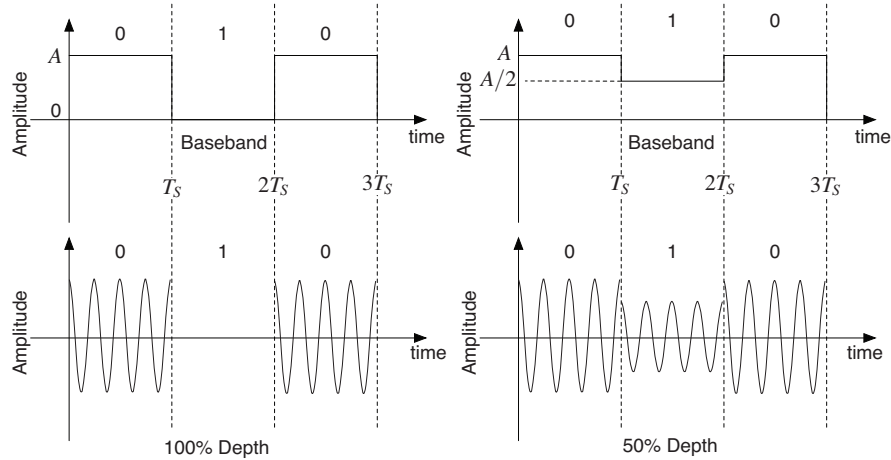 0 1 0
A
0
Amplitude
time
Baseband
T_S 2T_S 3T_S
0 1 0
Amplitude
time
100% Depth
0 1 0
A
A/2
Amplitude
time
Baseband
T_S 2T_S 3T_S
0 1 0
Amplitude
time
50% Depth